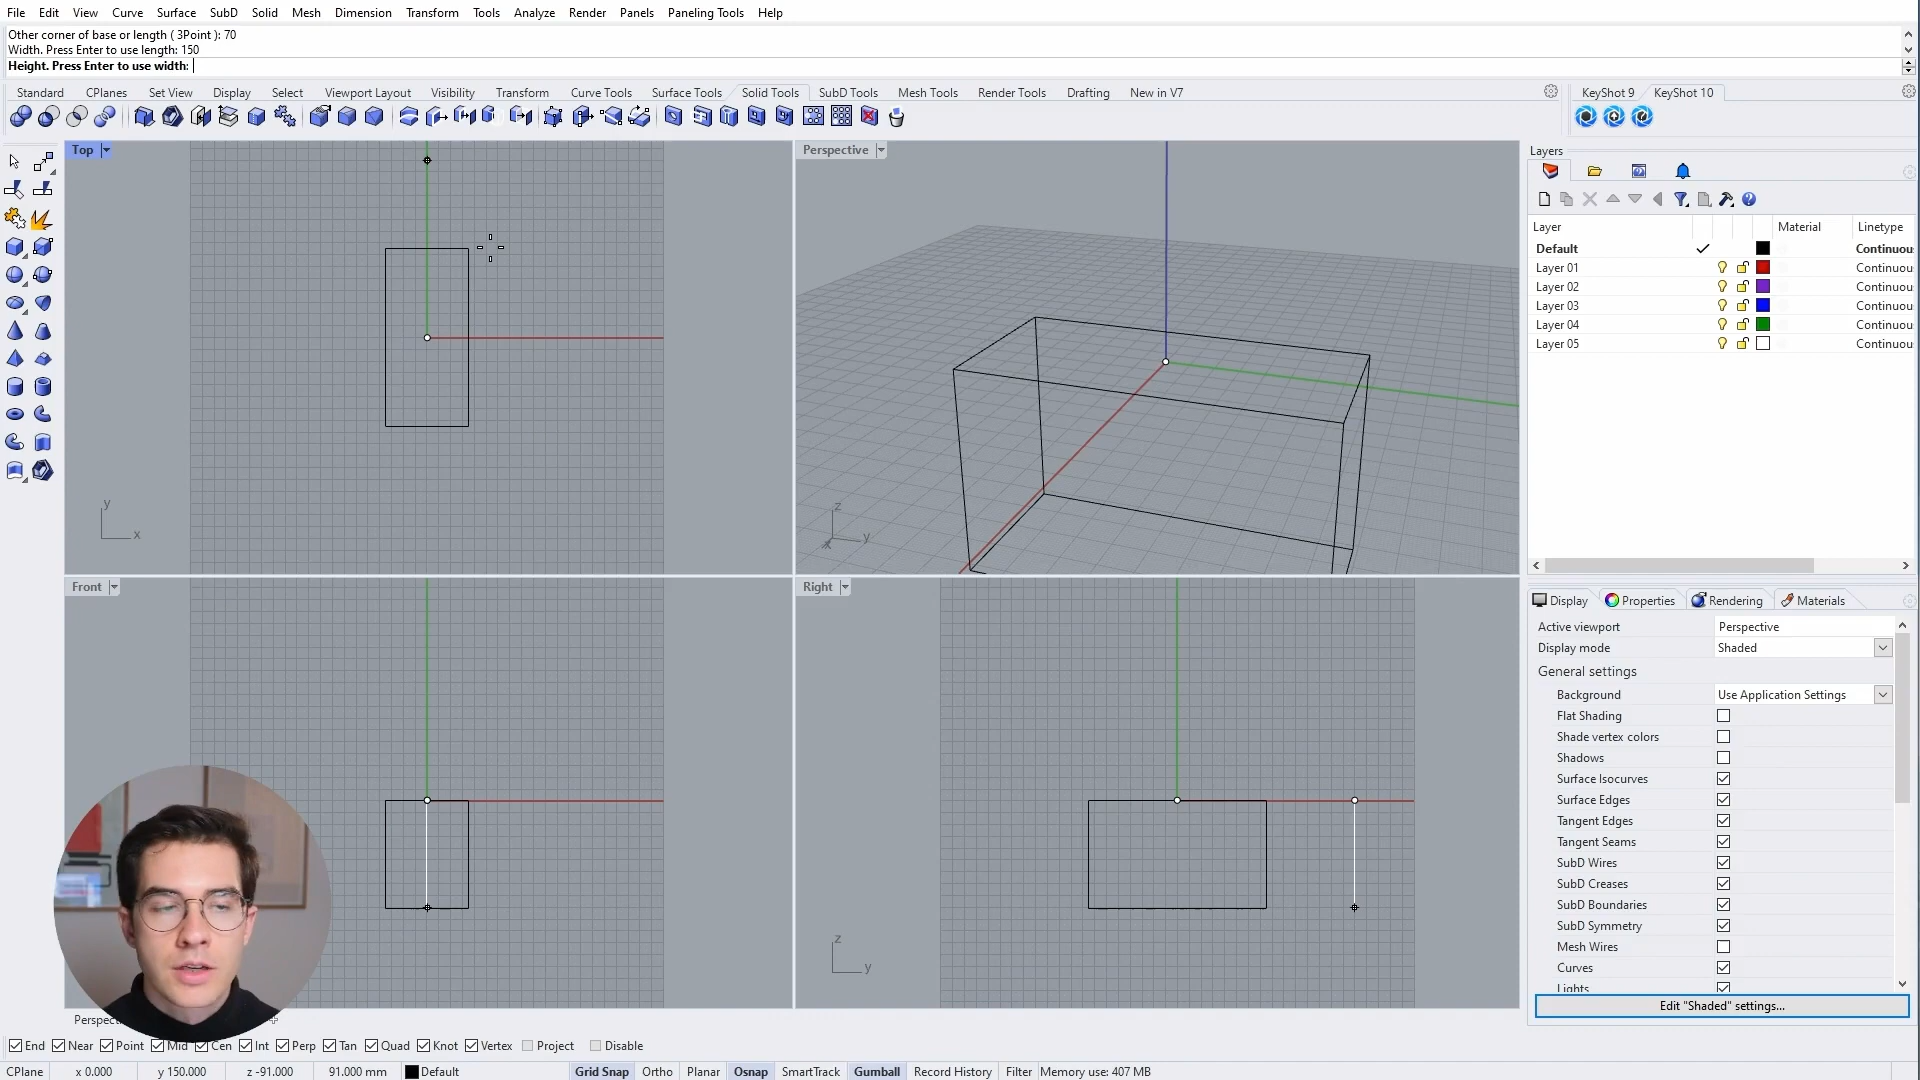 File Edit View Curve Surface SubD Solid Mesh Dimension Transform Tools Analyze Render Panels Paneling Tools Help
Other corner of base or length ( 3Point ): 70
Width. Press Enter to use length: 150
Height. Press Enter to use width:
Standard CPlanes Set View Display Select Viewport Layout Visibility Transform Curve Tools Surface Tools Solid Tools SubD Tools Mesh Tools Render Tools Drafting New in V7
KeyShot 9 KeyShot 10
Top
Perspective
Layers
Layer Material Linetype
Default Continuou
Layer 01 Continuou
Layer 02 Continuou
Layer 03 Continuou
Layer 04 Continuou
Layer 05 Continuou
y
x
z
y
x
Front
Right
z
y
Display Properties Rendering Materials
Active viewport Perspective
Display mode Shaded
General settings
Background Use Application Settings
Flat Shading
Shade vertex colors
Shadows
Surface Isocurves
Surface Edges
Tangent Edges
Tangent Seams
SubD Wires
SubD Creases
SubD Boundaries
SubD Symmetry
Mesh Wires
Curves
Lights
Edit "Shaded" settings...
Perspec
End Near Point Mid Cen Int Perp Tan Quad Knot Vertex Project Disable
CPlane x 0.000 y 150.000 z -91.000 91.000 mm Default Grid Snap Ortho Planar Osnap SmartTrack Gumball Record History Filter Memory use: 407 MB